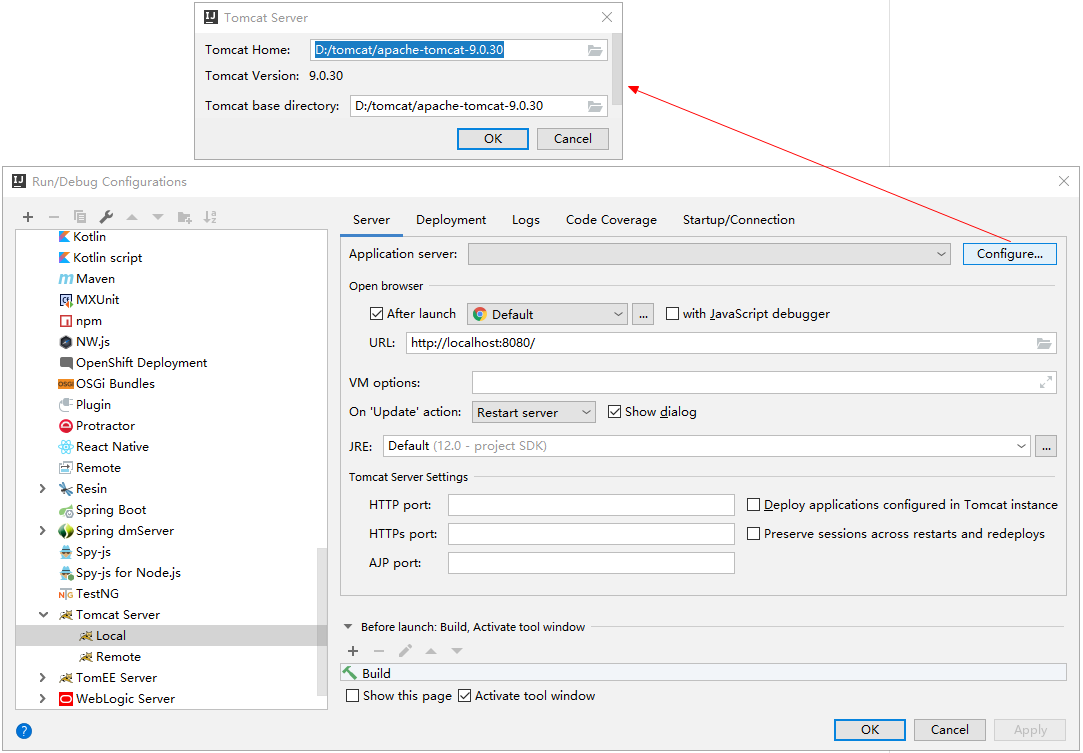 Tomcat Server
Tomcat Home: D:/tomcat/apache-tomcat-9.0.30
Tomcat Version: 9.0.30
Tomcat base directory: D:/tomcat/apache-tomcat-9.0.30
OK Cancel
Run/Debug Configurations
Kotlin
Kotlin script
Maven
MXUnit
npm
NW.js
OpenShift Deployment
OSGi Bundles
Plugin
Protractor
React Native
Remote
Resin
Spring Boot
Spring dmServer
Spy-js
Spy-js for Node.js
TestNG
Tomcat Server
Local
Remote
TomEE Server
WebLogic Server
Server Deployment Logs Code Coverage Startup/Connection
Application server: Configure...
Open browser
After launch Default ... with JavaScript debugger
URL: http://localhost:8080/
VM options:
On 'Update' action: Restart server Show dialog
JRE: Default (12.0 - project SDK) ...
Tomcat Server Settings
HTTP port: Deploy applications configured in Tomcat instance
HTTPs port: Preserve sessions across restarts and redeploys
AJP port:
Before launch: Build, Activate tool window
Build
Show this page Activate tool window
? OK Cancel Apply